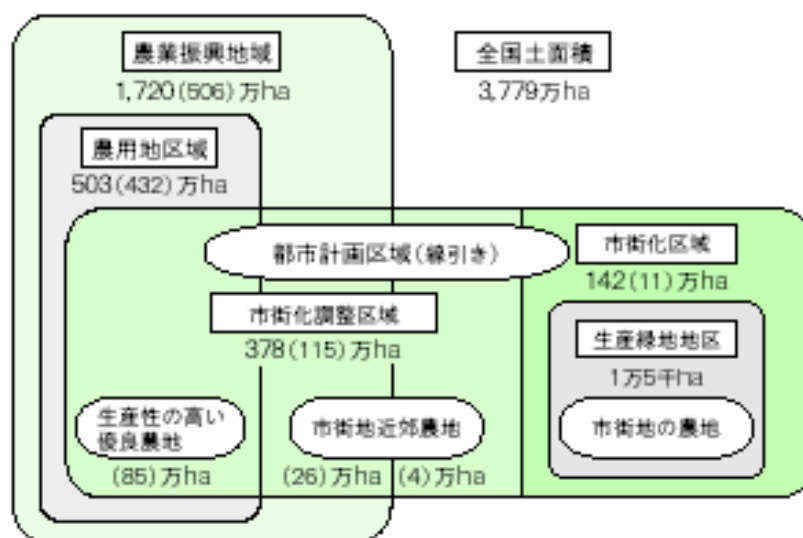 農業振興地域
1,720(506)万ha
全国土面積
3,779万ha
農用地区域
503(432)万ha
都市計画区域(線引き)
市街化区域
142(11)万ha
市街化調整区域
378(115)万ha
生産緑地地区
1万5千ha
生産性の高い
優良農地
(85)万ha
市街地近郊農地
(26)万ha (4)万ha
市街地の農地